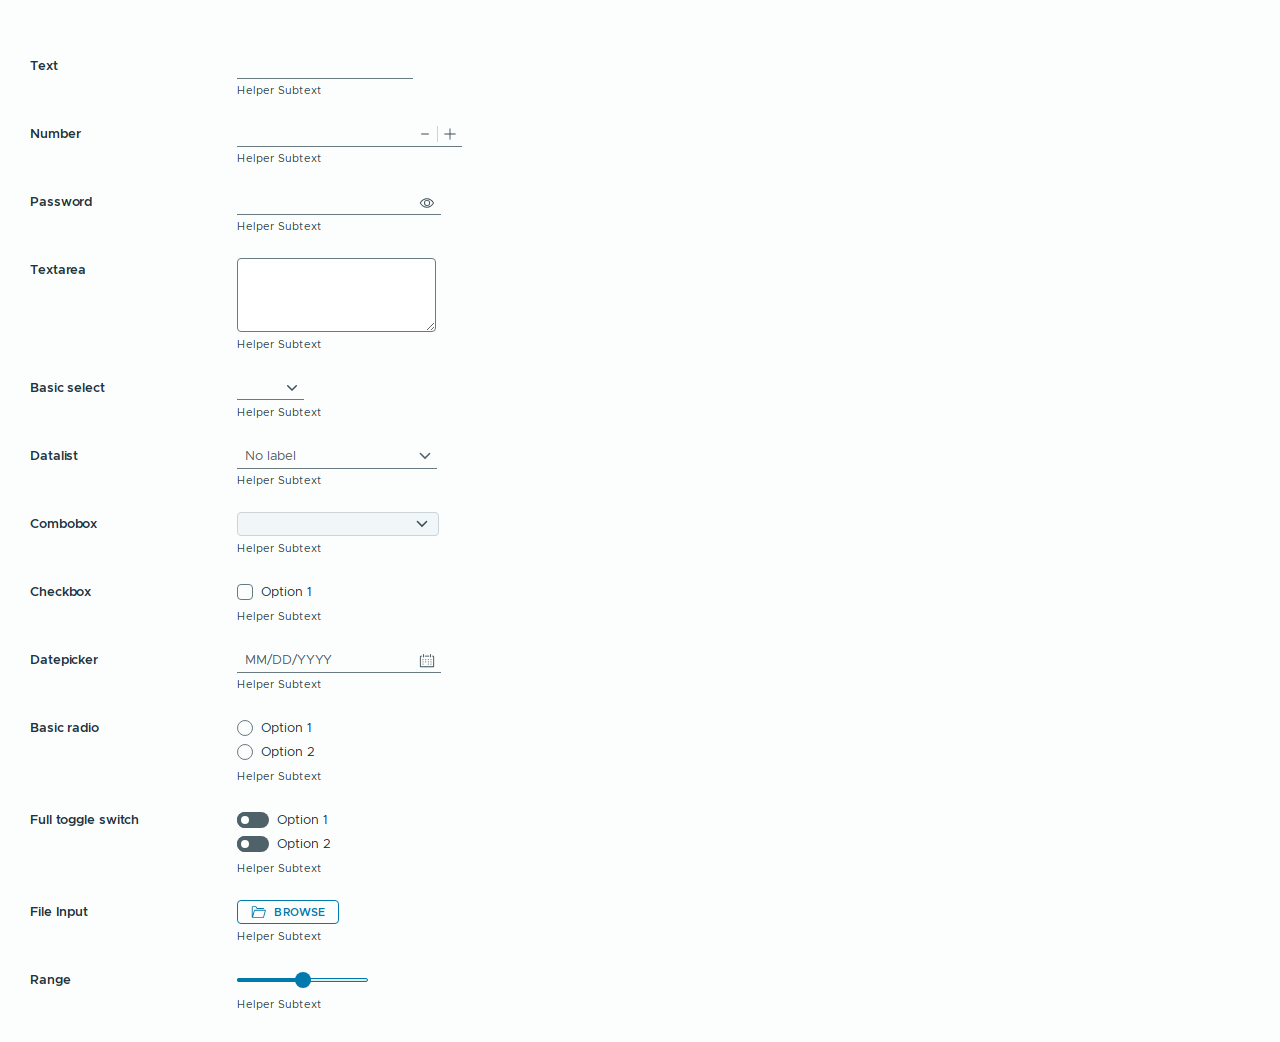 Text
Helper Subtext
Number
Helper Subtext
Password
Helper Subtext
Textarea
Helper Subtext
Basic select
Helper Subtext
Datalist
No label
Helper Subtext
Combobox
Helper Subtext
Checkbox
Option 1
Helper Subtext
Datepicker
MM/DD/YYYY
Helper Subtext
Basic radio
Option 1
Option 2
Helper Subtext
Full toggle switch
Option 1
Option 2
Helper Subtext
File Input
BROWSE
Helper Subtext
Range
Helper Subtext